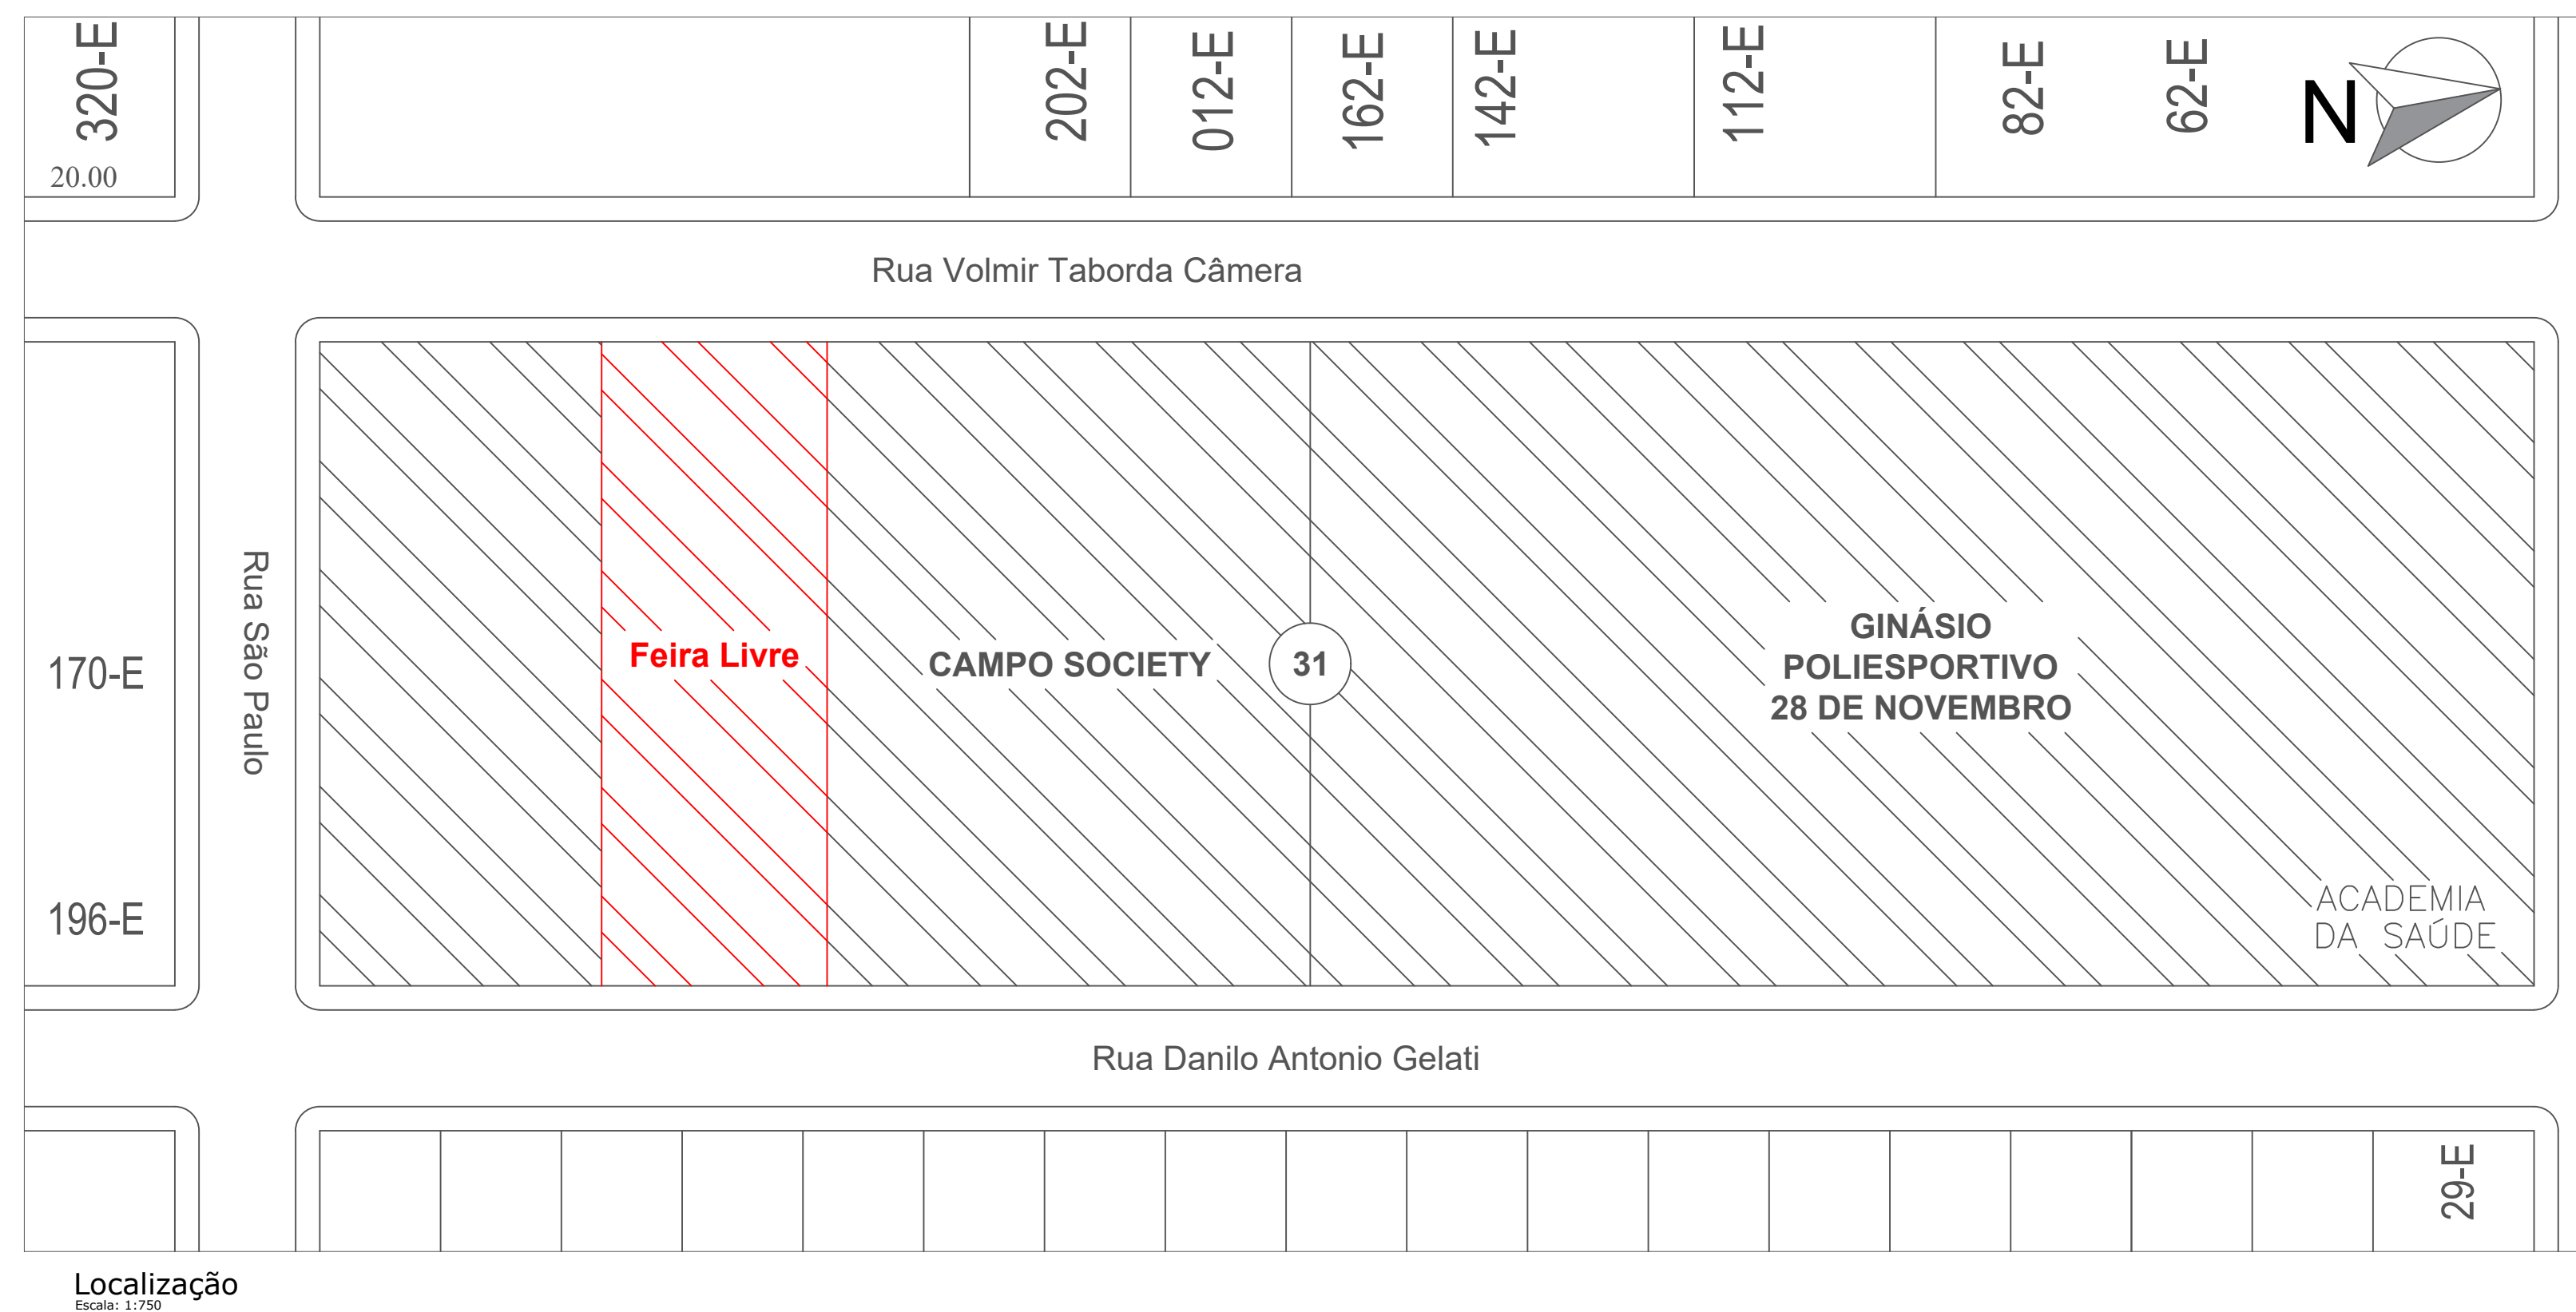 320-E
20.00
202-E
012-E
162-E
142-E
112-E
82-E
62-E
N
Rua Volmir Taborda Câmera
Rua São Paulo
170-E
196-E
Feira Livre
CAMPO SOCIETY
31
GINÁSIO
POLIESPORTIVO
28 DE NOVEMBRO
ACADEMIA
DA SAÚDE
Rua Danilo Antonio Gelati
29-E
Localização
Escala: 1:750